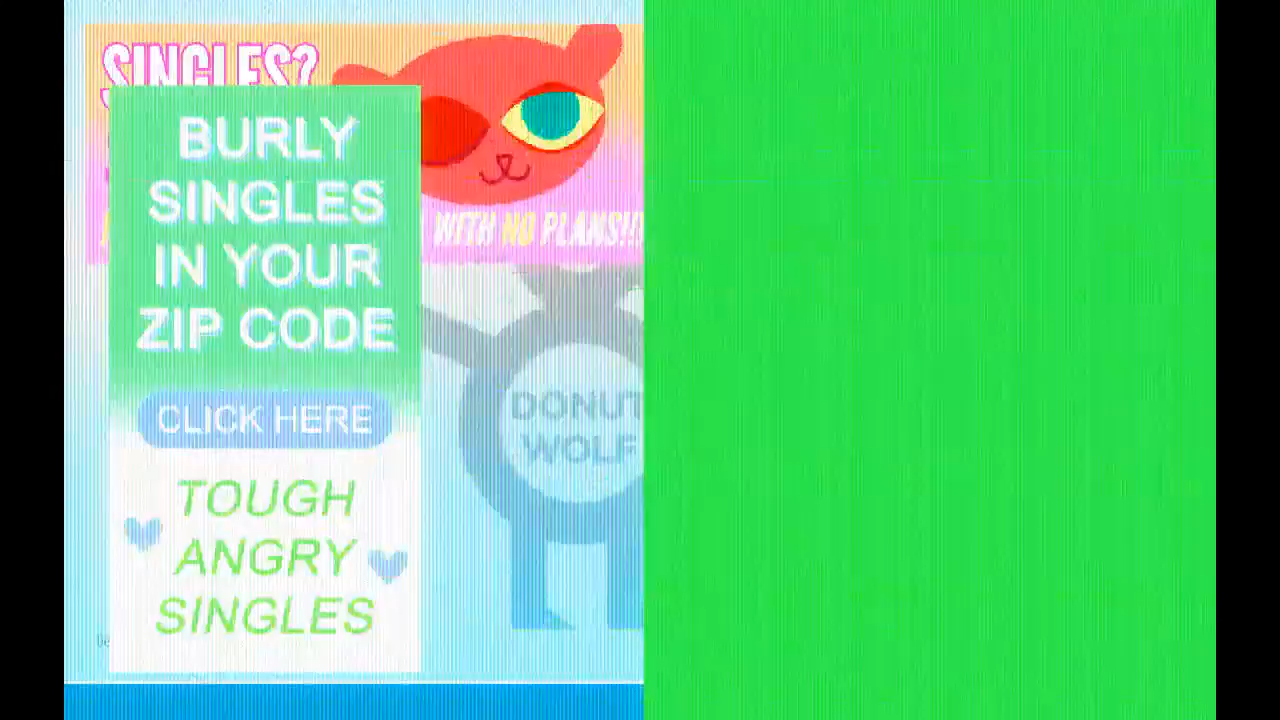 SINGLES?
BURLY
SINGLES
IN YOUR
ZIP CODE
WITH NO PLANS!!!
CLICK HERE
DONUT
WOLF
TOUGH
ANGRY
SINGLES